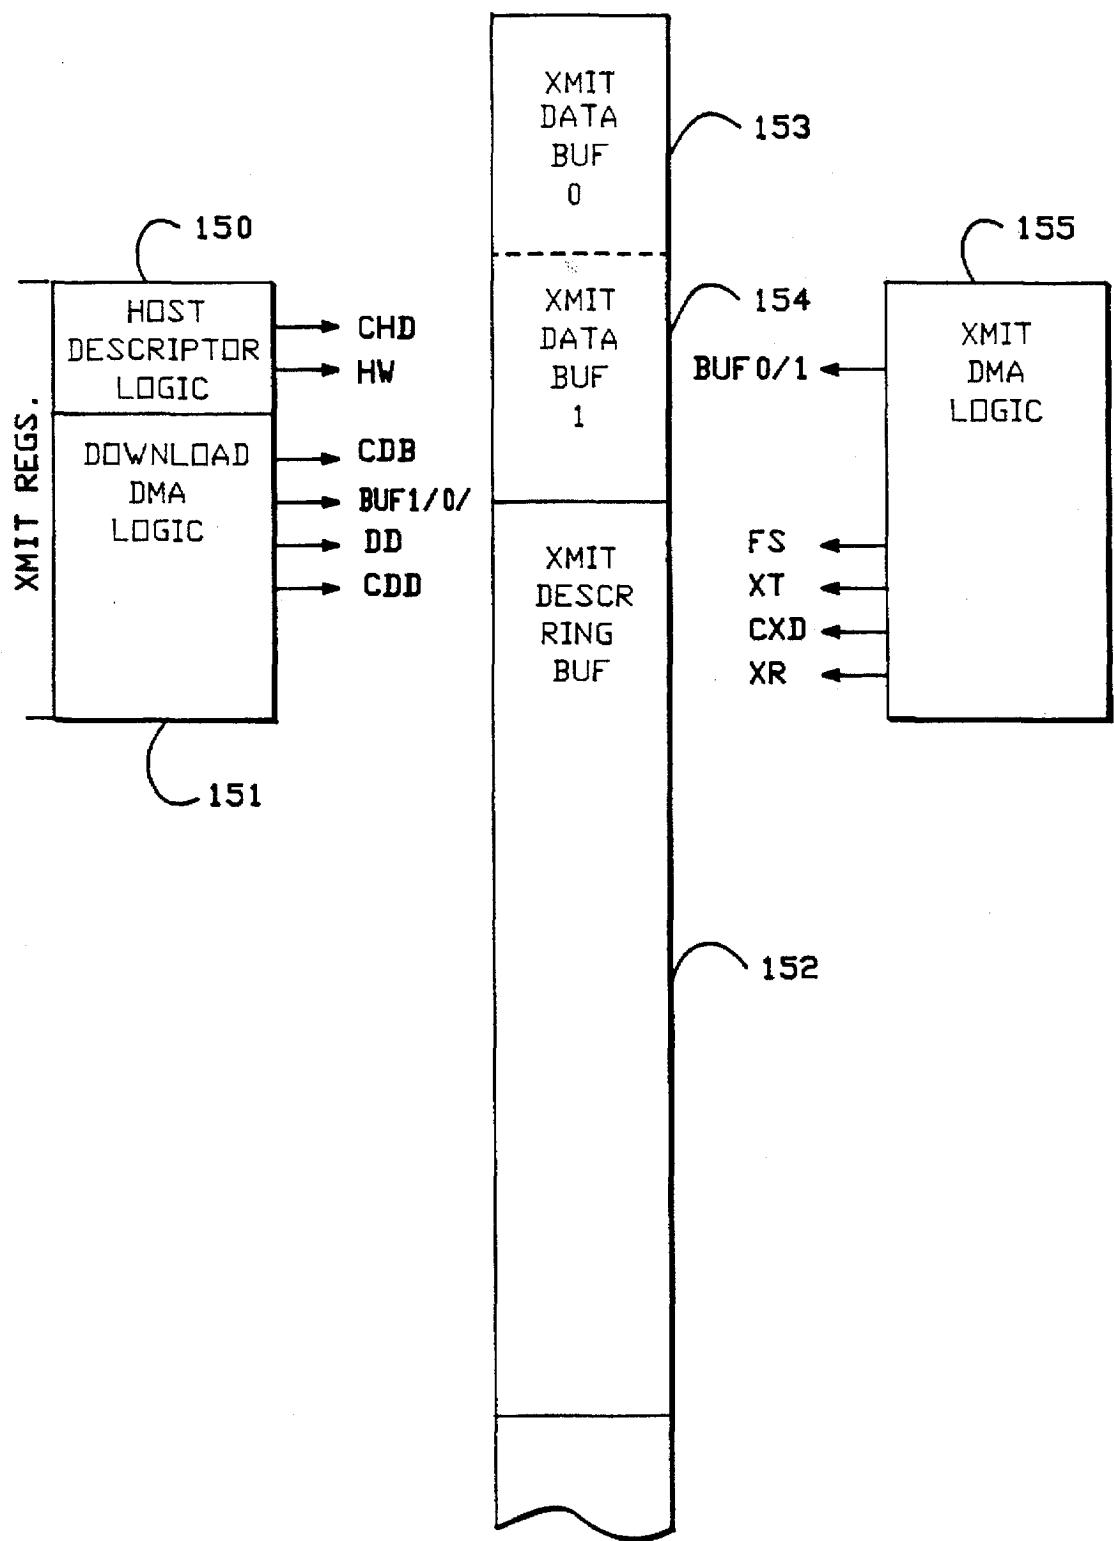 XMIT
DATA
BUF
0
153
150
155
HOST
DESCRIPTOR
LOGIC
CHD
HW
XMIT
DATA
BUF
1
154
BUF 0/1
XMIT
DMA
LOGIC
XMIT REGS.
DOWNLOAD
DMA
LOGIC
CDB
BUF1/0/
DD
CDD
XMIT
DESCR
RING
BUF
FS
XT
CXD
XR
151
152